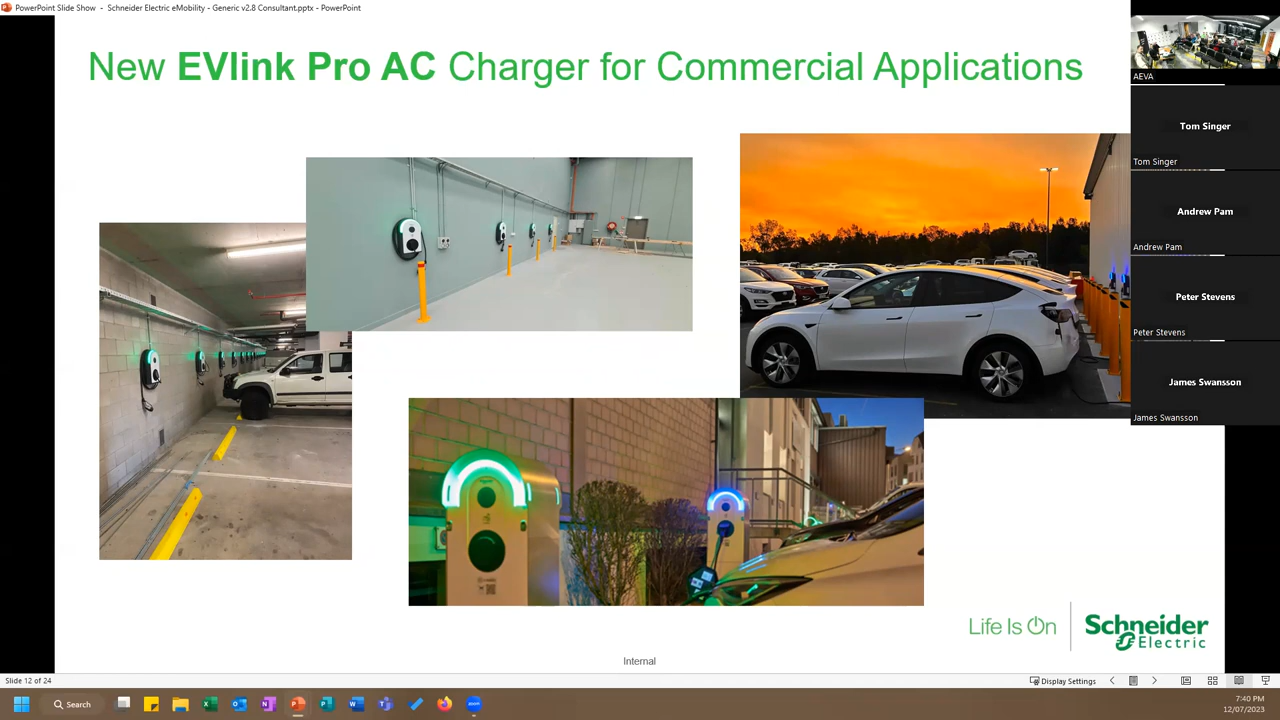 PowerPoint Slide Show - Schneider Electric eMobility - Generic v2.8 Consultant.pptx - PowerPoint
New EVlink Pro AC Charger for Commercial Applications
AEVA
Tom Singer
Tom Singer
Andrew Pam
Andrew Pam
Peter Stevens
Peter Stevens
James Swansson
James Swansson
Life Is On
Schneider
Electric
Internal
Slide 12 of 24
Display Settings
Search
7:40 PM
12/07/2023